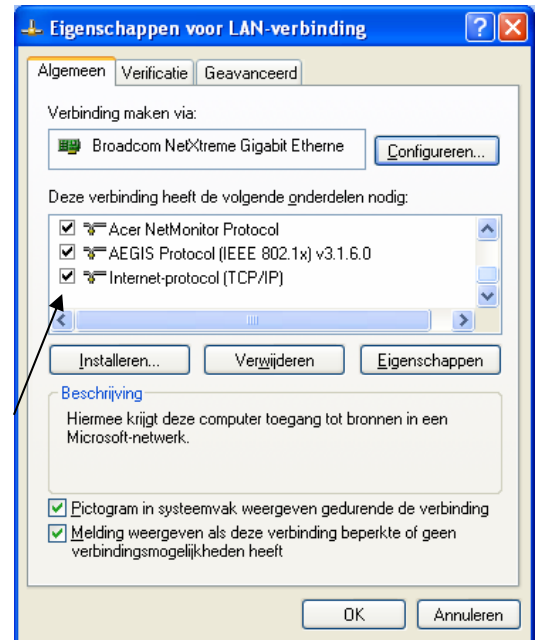 Eigenschappen voor LAN-verbinding
Algemeen Verificatie Geavanceerd
Verbinding maken via:
Broadcom NetXtreme Gigabit Etherne Configureren...
Deze verbinding heeft de volgende onderdelen nodig:
Acer NetMonitor Protocol
AEGIS Protocol (IEEE 802.1x) v3.1.6.0
Internet-protocol (TCP/IP)
Installeren... Verwijderen Eigenschappen
Beschrijving
Hiermee krijgt deze computer toegang tot bronnen in een
Microsoft-netwerk.
Pictogram in systeemvak weergeven gedurende de verbinding
Melding weergeven als deze verbinding beperkte of geen
verbindingsmogelijkheden heeft
OK Annuleren